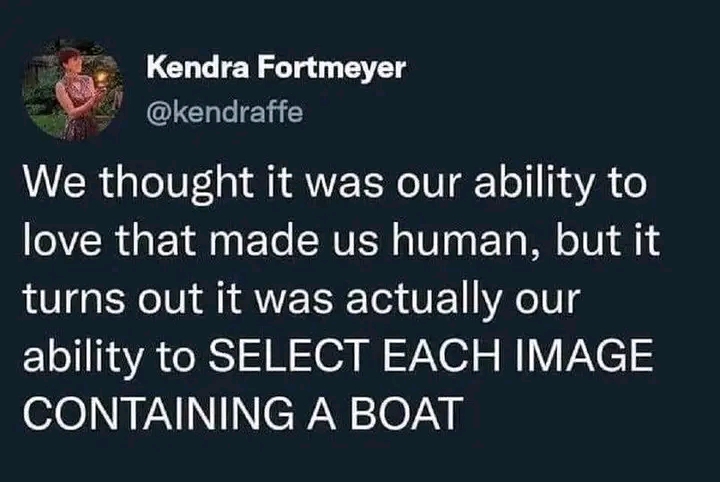 Kendra Fortmeyer
@kendraffe
We thought it was our ability to
love that made us human, but it
turns out it was actually our
ability to SELECT EACH IMAGE
CONTAINING A BOAT